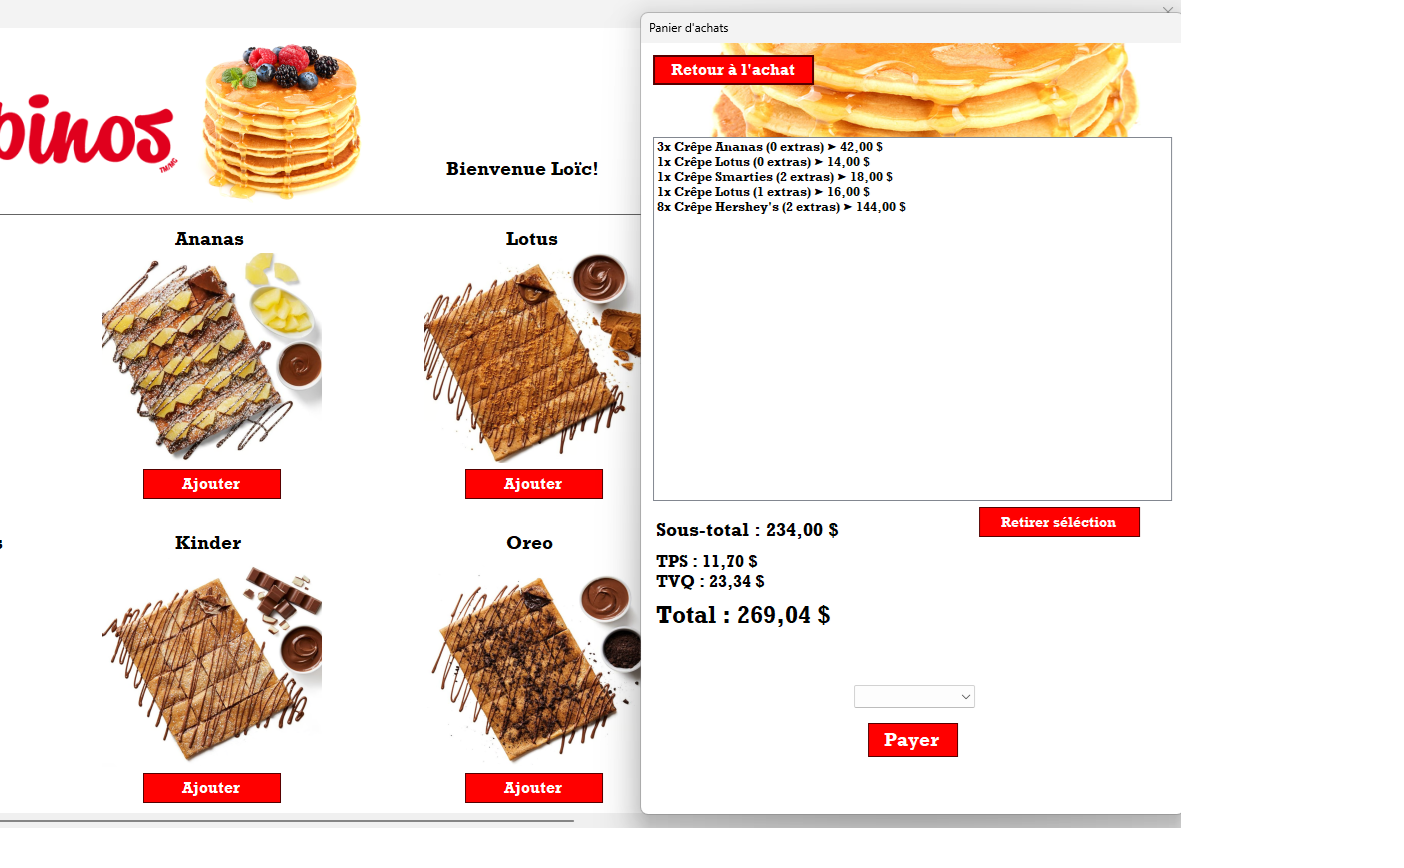 Panier d'achats
Retour à l'achat
binos
TM/MG
Bienvenue Loïc!
3x Crêpe Ananas (0 extras) ➤ 42,00 $
1x Crêpe Lotus (0 extras) ➤ 14,00 $
1x Crêpe Smarties (2 extras) ➤ 18,00 $
1x Crêpe Lotus (1 extras) ➤ 16,00 $
8x Crêpe Hershey's (2 extras) ➤ 144,00 $
Ananas
Lotus
Ajouter
Ajouter
Retirer séléction
Sous-total : 234,00 $
TPS : 11,70 $
TVQ : 23,34 $
Total : 269,04 $
s
Kinder
Oreo
Payer
Ajouter
Ajouter